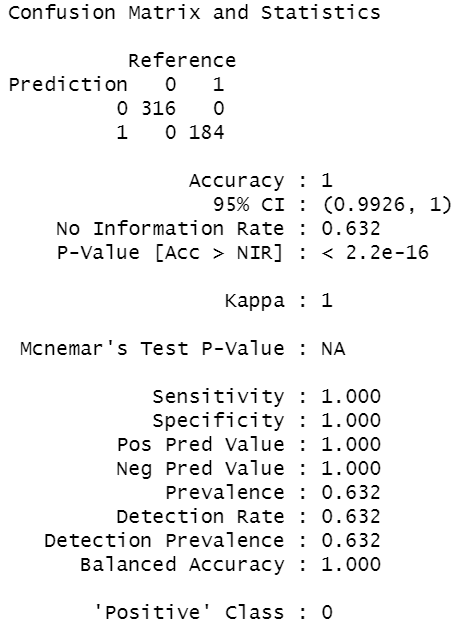 Confusion Matrix and Statistics
Reference
Prediction 0 1
0 316 0
1 0 184
Accuracy : 1
95% CI : (0.9926, 1)
No Information Rate : 0.632
P-Value [Acc > NIR] : < 2.2e-16
Kappa : 1
Mcnemar's Test P-Value : NA
Sensitivity : 1.000
Specificity : 1.000
Pos Pred Value : 1.000
Neg Pred Value : 1.000
Prevalence : 0.632
Detection Rate : 0.632
Detection Prevalence : 0.632
Balanced Accuracy : 1.000
'Positive' Class : 0